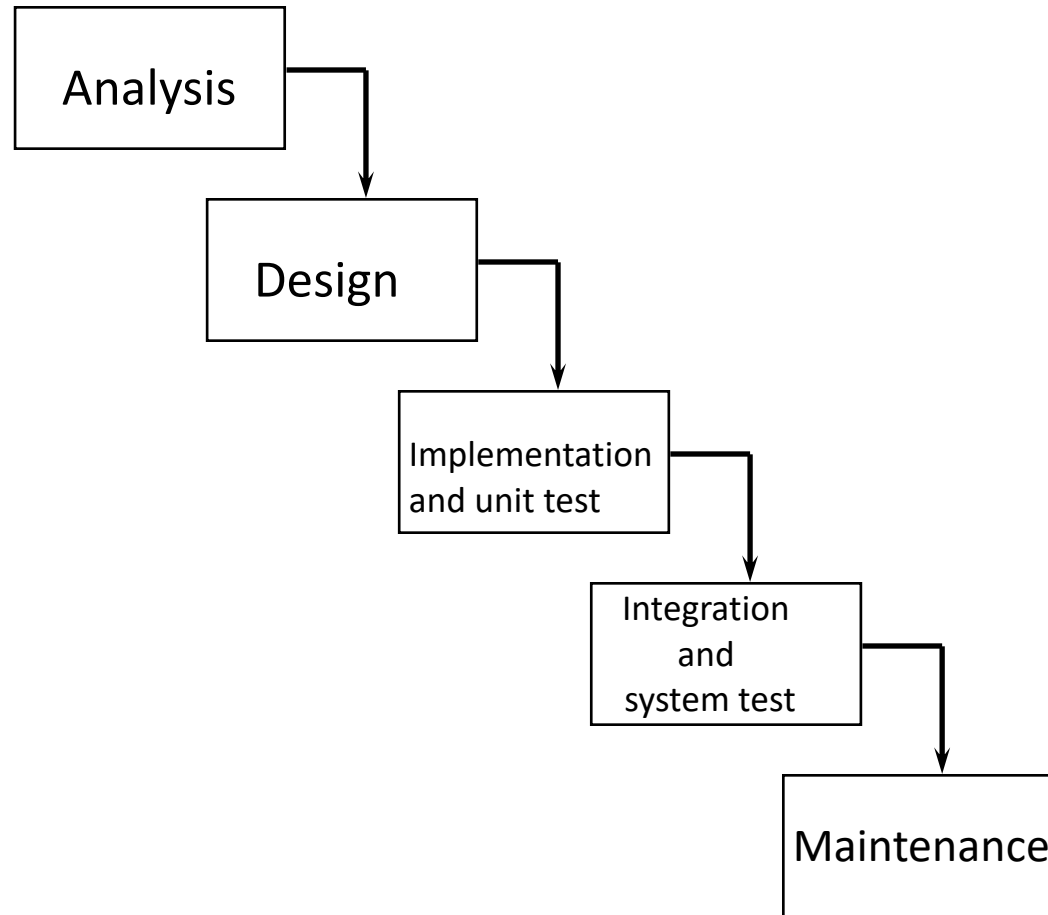 Analysis
Design
Implementation
and unit test
Integration
and
system test
Maintenance